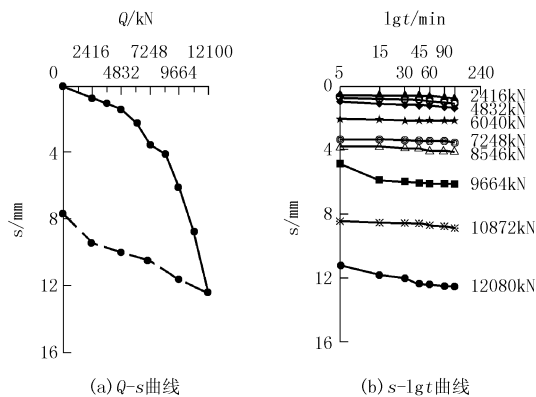 Q/kN
2416 7248 12100
0 4832 9664
4
8
12
16
s/mm
(a) Q-s曲线
lgt/min
15 45 90
5 30 60 240
0
4
8
12
16
s/mm
2416kN
4832kN
6040kN
7248kN
8546kN
9664kN
10872kN
12080kN
(b) s-lgt曲线